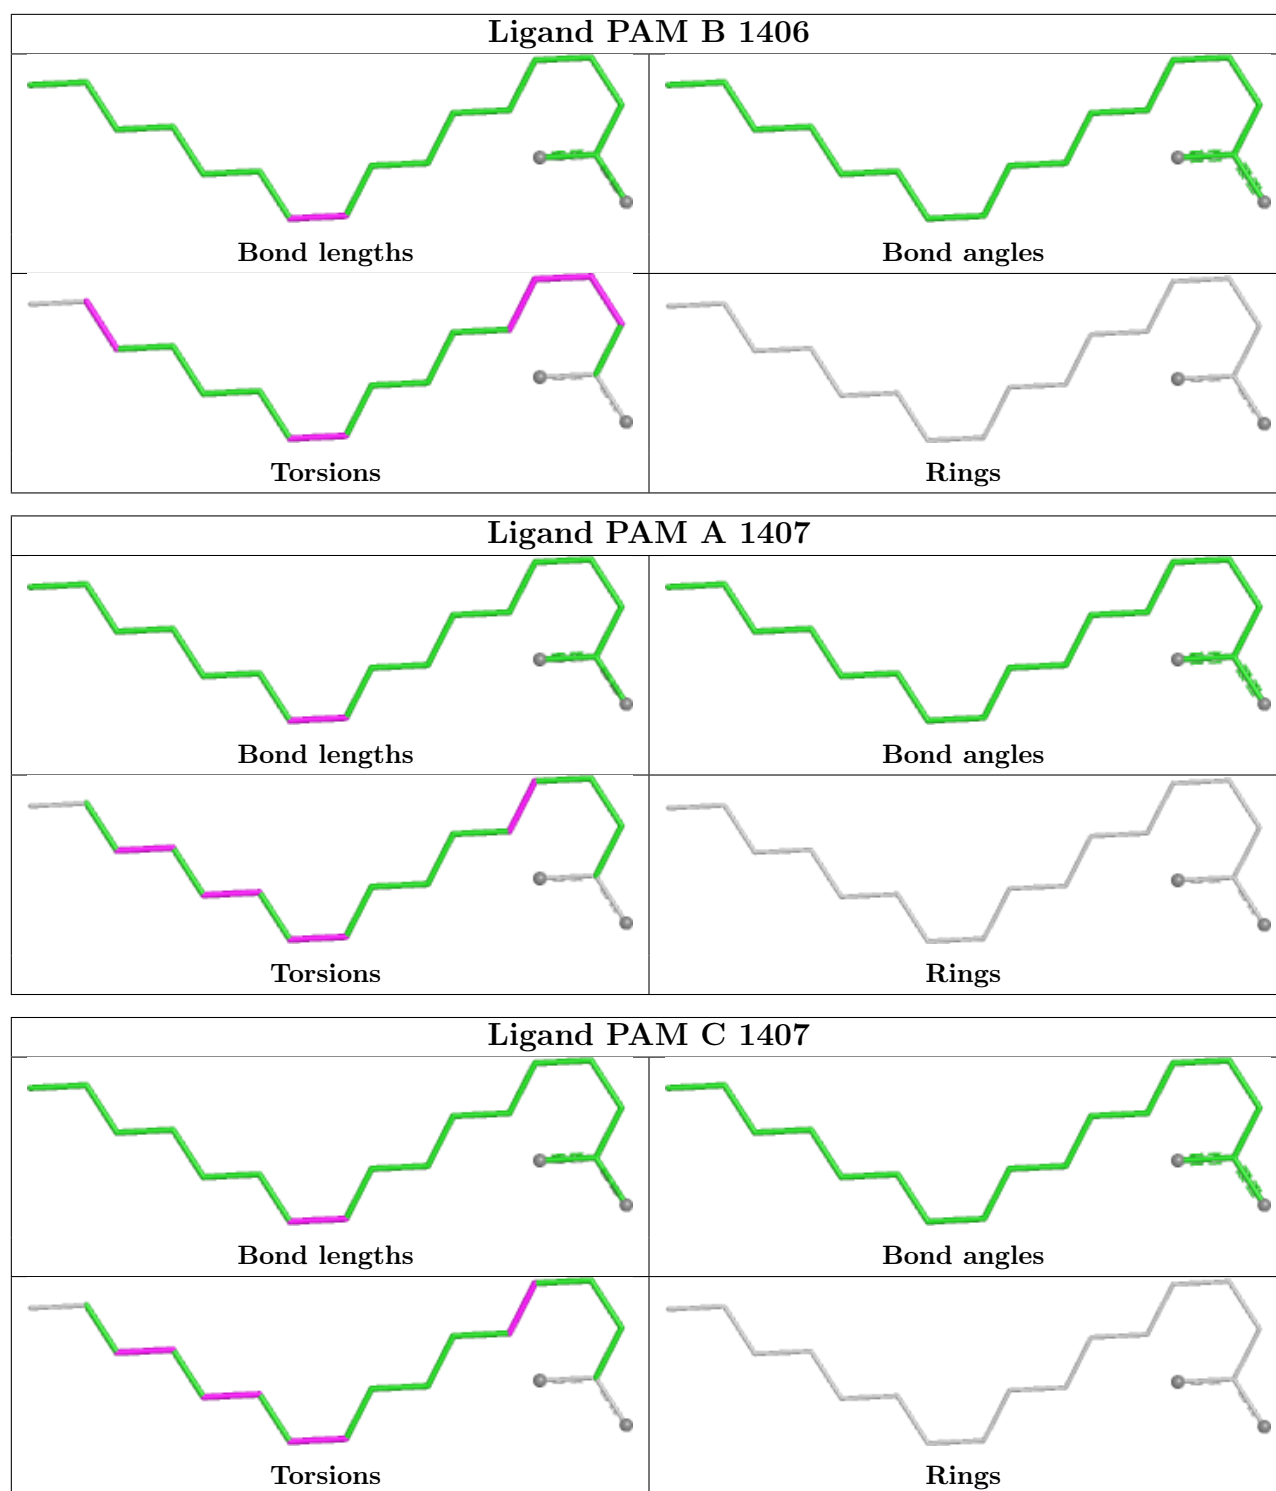 Ligand PAM B 1406
Bond lengths
Bond angles
Torsions
Rings
Ligand PAM A 1407
Bond lengths
Bond angles
Torsions
Rings
Ligand PAM C 1407
Bond lengths
Bond angles
Torsions
Rings